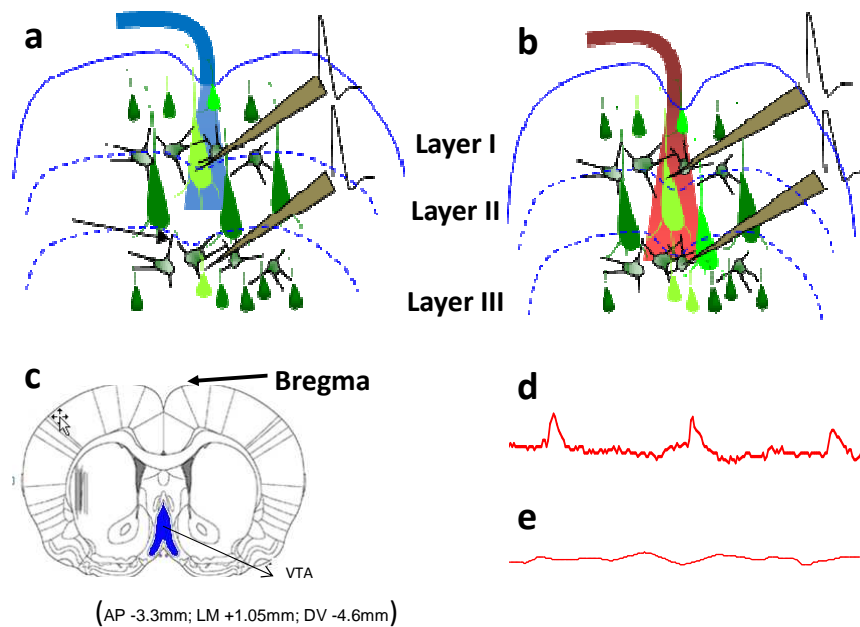 a
b
Layer I
Layer II
Layer III
c
Bregma
d
e
VTA
(AP -3.3mm; LM +1.05mm; DV -4.6mm)